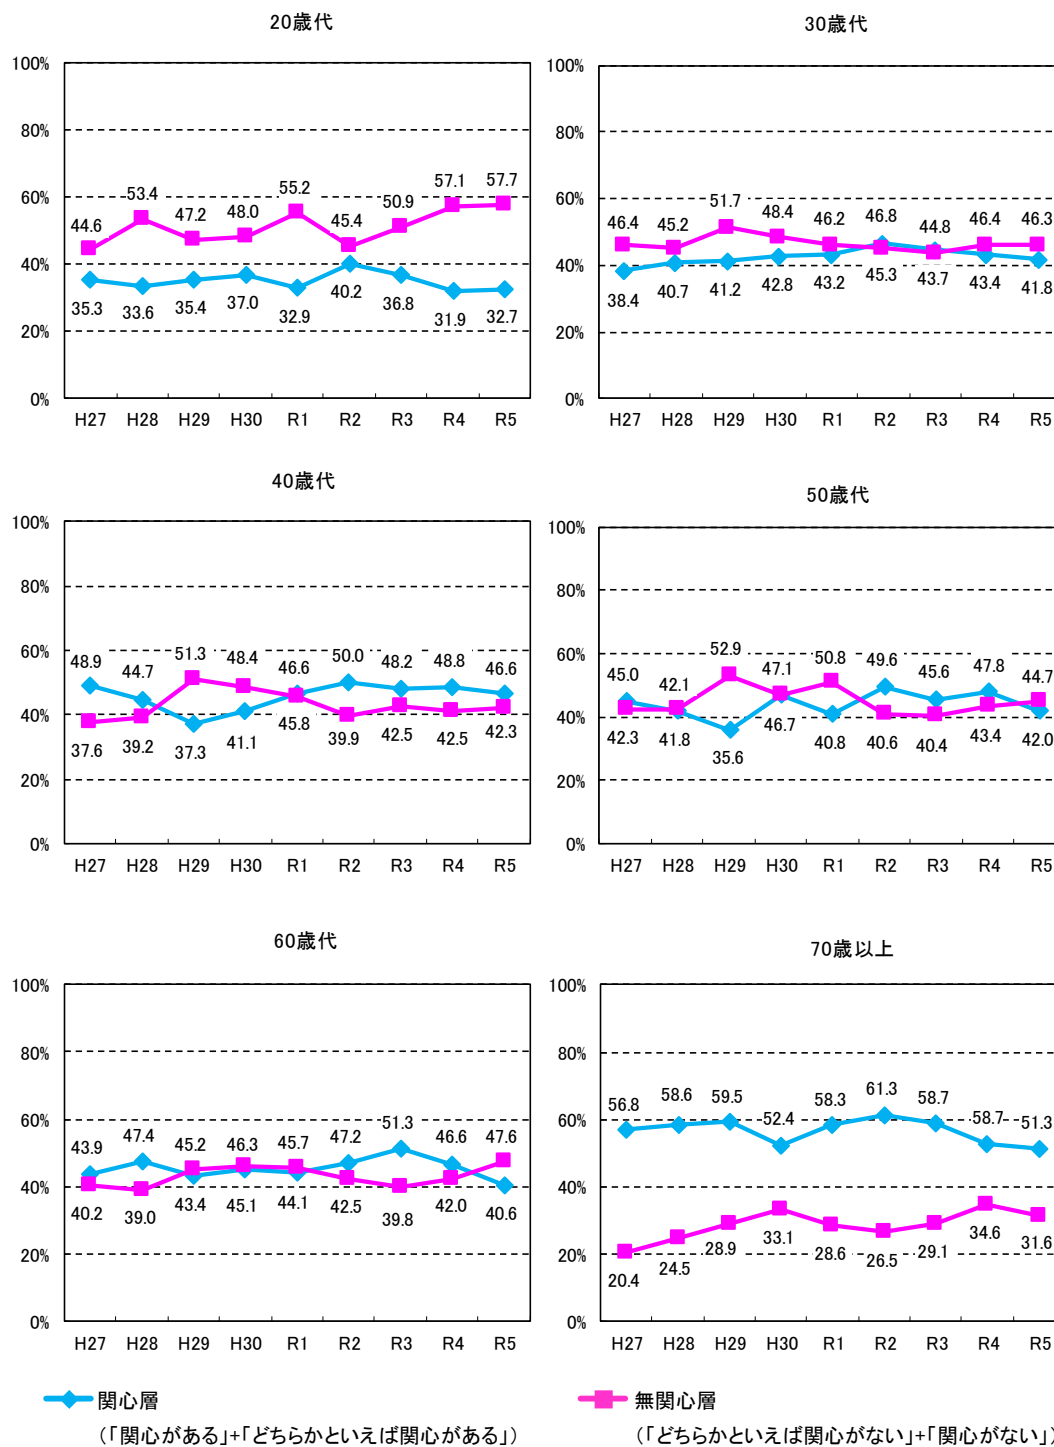 20歳代
100%
80%
60%
40%
20%
0%
44.6 53.4 47.2 48.0 55.2 45.4 50.9 57.1 57.7
35.3 33.6 35.4 37.0 32.9 40.2 36.8 31.9 32.7
H27 H28 H29 H30 R1 R2 R3 R4 R5
30歳代
100%
80%
60%
40%
20%
0%
46.4 45.2 51.7 48.4 46.2 46.8 44.8 46.4 46.3
38.4 40.7 41.2 42.8 43.2 45.3 43.7 43.4 41.8
H27 H28 H29 H30 R1 R2 R3 R4 R5
40歳代
100%
80%
60%
40%
20%
0%
48.9 44.7 51.3 48.4 46.6 50.0 48.2 48.8 46.6
37.6 39.2 37.3 41.1 45.8 39.9 42.5 42.5 42.3
H27 H28 H29 H30 R1 R2 R3 R4 R5
50歳代
100%
80%
60%
40%
20%
0%
45.0 42.1 52.9 47.1 50.8 49.6 45.6 47.8 44.7
42.3 41.8 35.6 46.7 40.8 40.6 40.4 43.4 42.0
H27 H28 H29 H30 R1 R2 R3 R4 R5
60歳代
100%
80%
60%
40%
20%
0%
43.9 47.4 45.2 46.3 45.7 47.2 51.3 46.6 47.6
40.2 39.0 43.4 45.1 44.1 42.5 39.8 42.0 40.6
H27 H28 H29 H30 R1 R2 R3 R4 R5
70歳以上
100%
80%
60%
40%
20%
0%
56.8 58.6 59.5 52.4 58.3 61.3 58.7 58.7 51.3
20.4 24.5 28.9 33.1 28.6 26.5 29.1 34.6 31.6
H27 H28 H29 H30 R1 R2 R3 R4 R5
関心層
(「関心がある」+「どちらかといえば関心がある」)
無関心層
(「どちらかといえば関心がない」+「関心がない」)